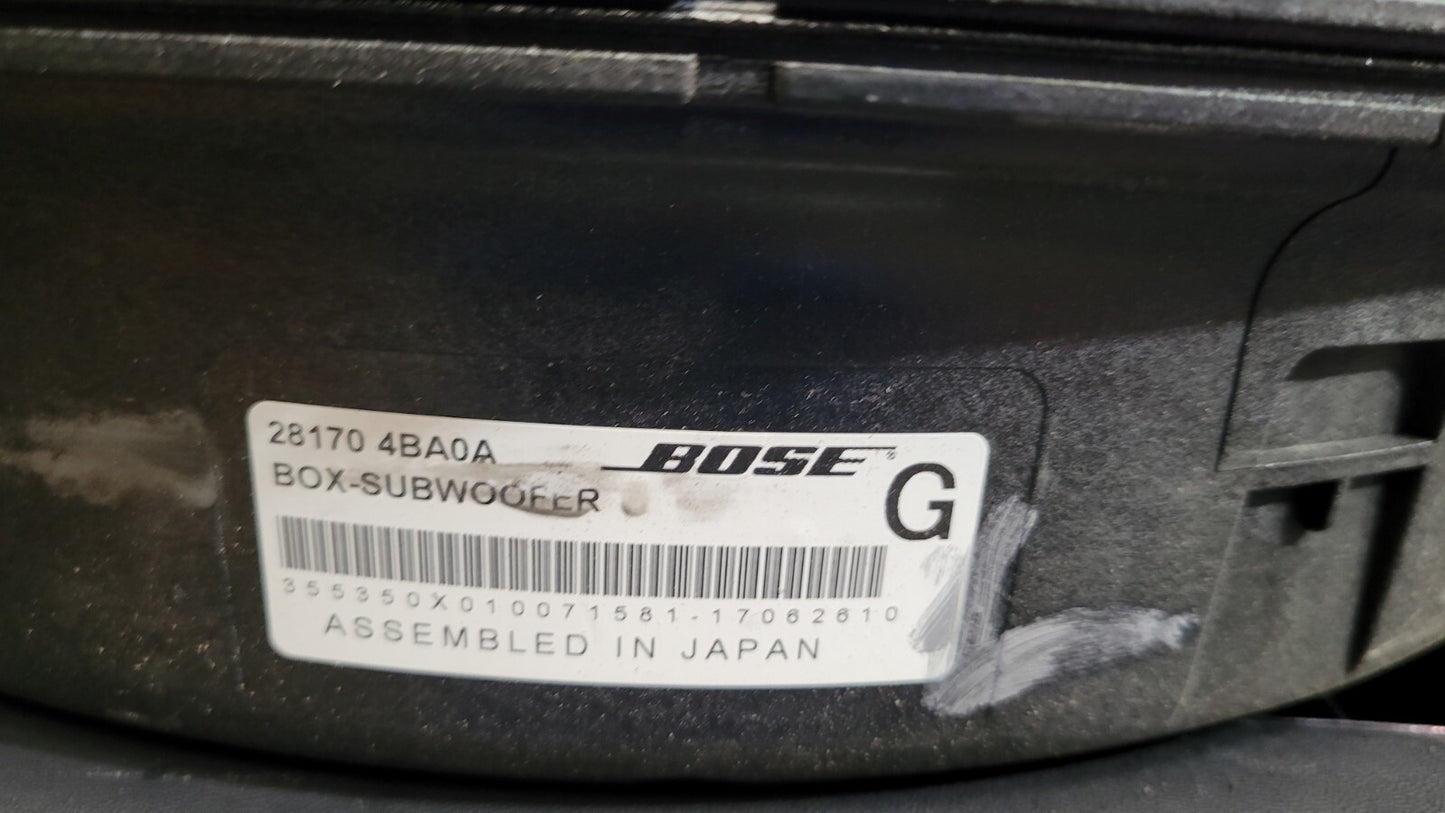 28170 4BA0A
BOSE®
BOX-SUBWOOFER
G
355350X010071581-17062610
ASSEMBLED IN JAPAN